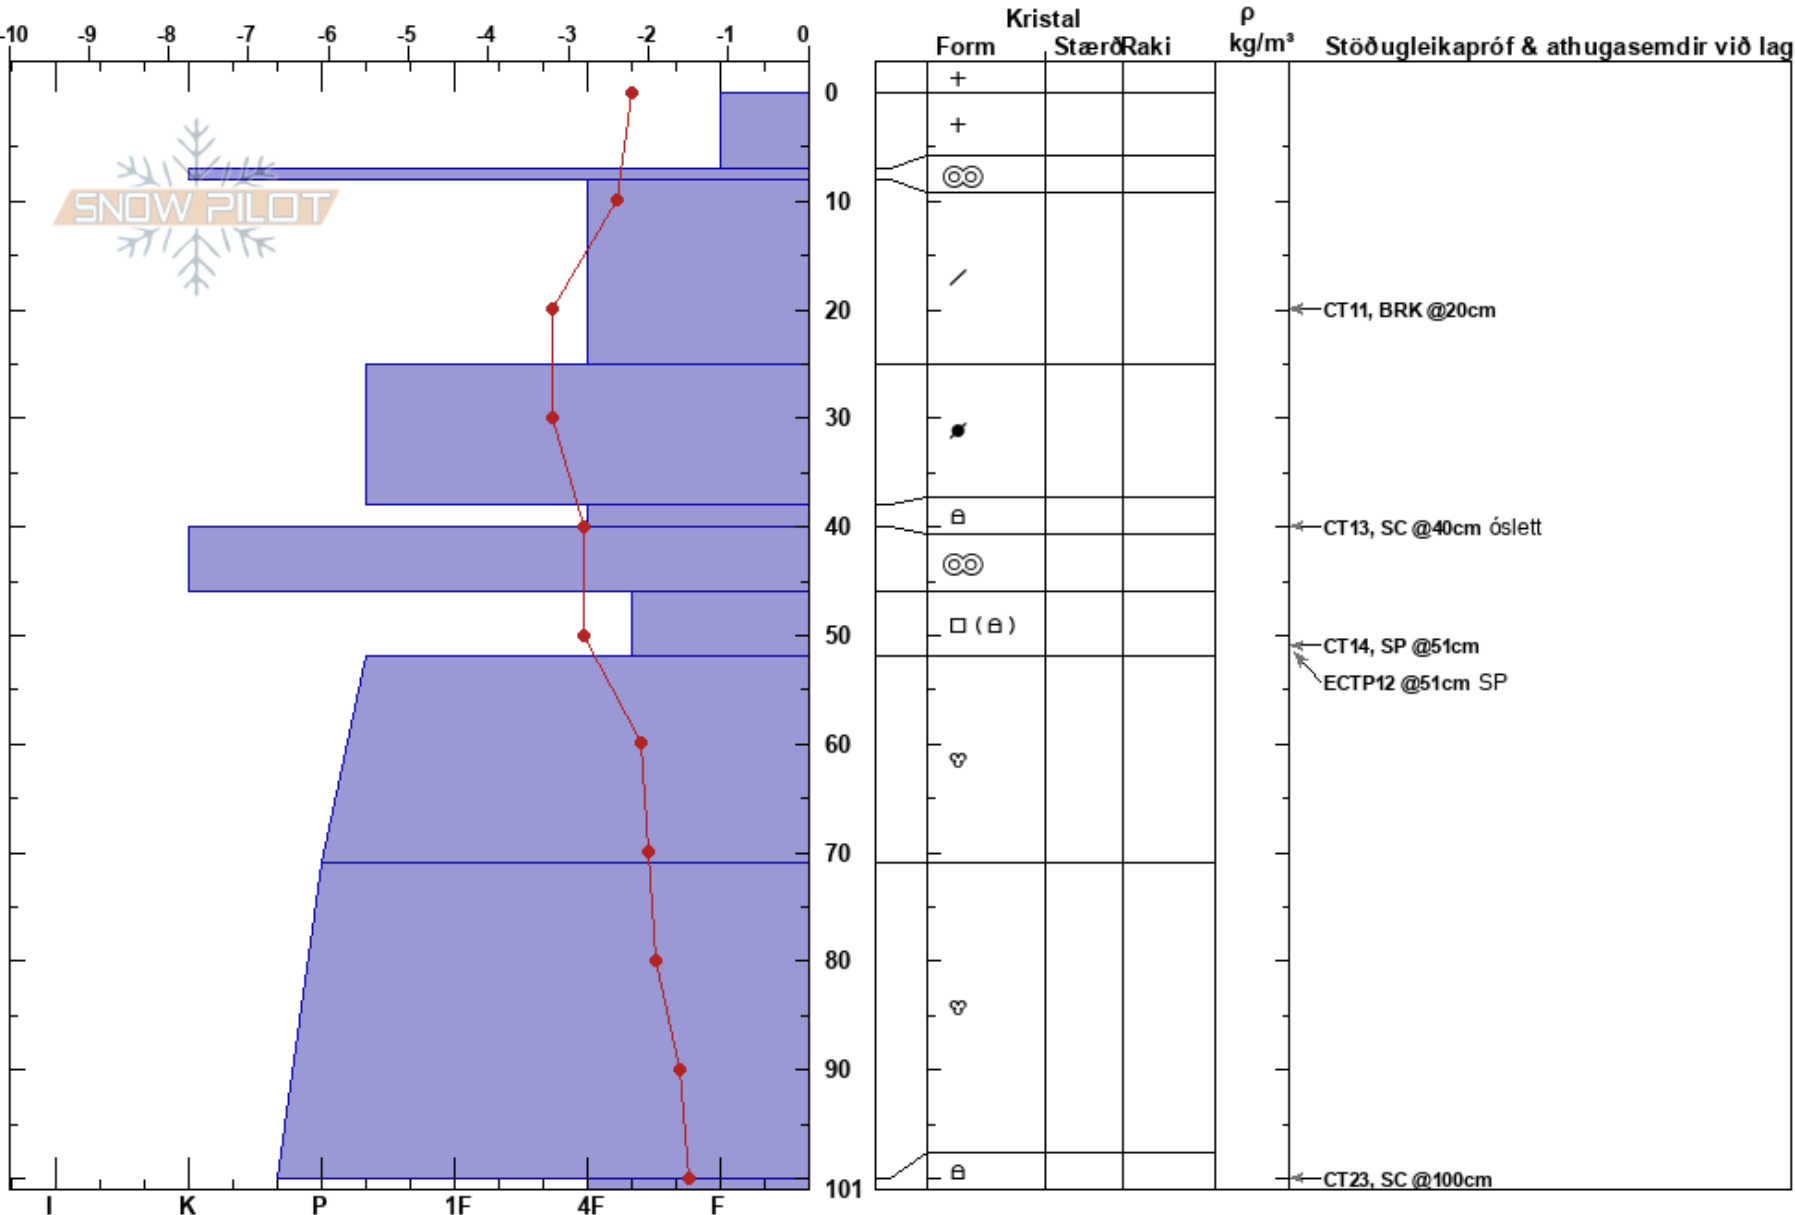 -10 -9 -8 -7 -6 -5 -4 -3 -2 -1 0
Kristal
Form Stærð Raki
ρ
kg/m³
Stöðugleikapróf & athugasemdir við lag
0
SNOW PILOT
10
20
CT11, BRK @20cm
30
40
CT13, SC @40cm óslett
50
CT14, SP @51cm
ECTP12 @51cm SP
60
70
80
90
CT23, SC @100cm
101
I K P 1F 4F F